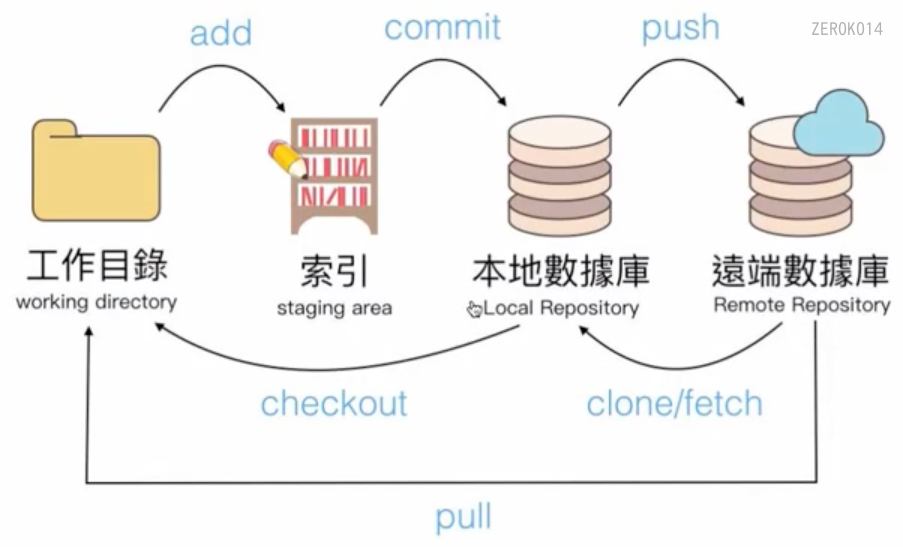 add
commit
push
ZEROK014
工作目錄
working directory
索引
staging area
本地數據庫
Local Repository
遠端數據庫
Remote Repository
checkout
clone/fetch
pull